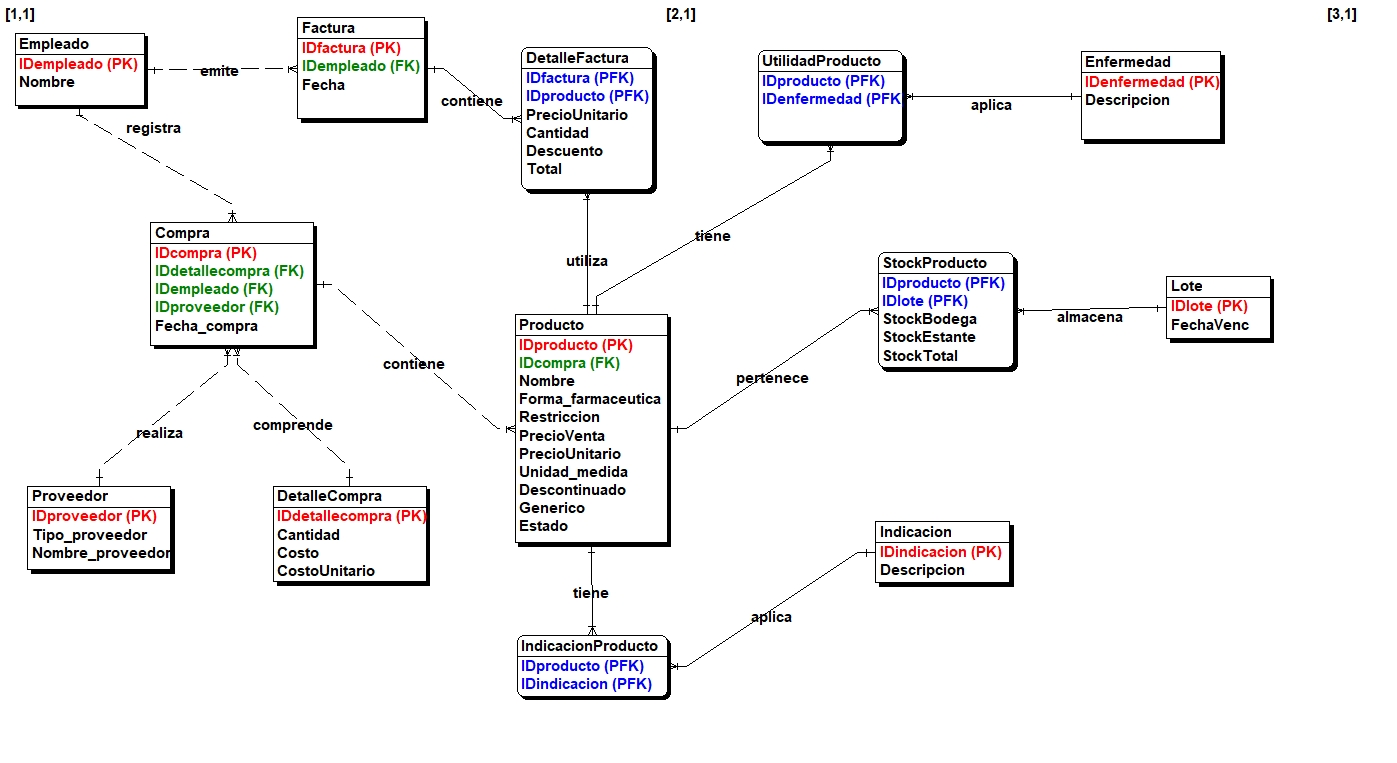 [1,1]
[2,1]
[3,1]
Empleado
IDempleado (PK)
Nombre
emite
Factura
IDfactura (PK)
IDempleado (FK)
Fecha
contiene
DetalleFactura
IDfactura (PFK)
IDproducto (PFK)
PrecioUnitario
Cantidad
Descuento
Total
UtilidadProducto
IDproducto (PFK)
IDenfermedad (PFK
aplica
Enfermedad
IDenfermedad (PK)
Descripcion
registra
utiliza
tiene
Compra
IDcompra (PK)
IDdetallecompra (FK)
IDempleado (FK)
IDproveedor (FK)
Fecha_compra
contiene
StockProducto
IDproducto (PFK)
IDlote (PFK)
StockBodega
StockEstante
StockTotal
almacena
Lote
IDlote (PK)
FechaVenc
Producto
IDproducto (PK)
IDcompra (FK)
Nombre
Forma_farmaceutica
Restriccion
PrecioVenta
PrecioUnitario
Unidad_medida
Descontinuado
Generico
Estado
pertenece
realiza
comprende
Proveedor
IDproveedor (PK)
Tipo_proveedor
Nombre_proveedor
DetalleCompra
IDdetallecompra (PK)
Cantidad
Costo
CostoUnitario
tiene
Indicacion
IDindicacion (PK)
Descripcion
aplica
IndicacionProducto
IDproducto (PFK)
IDindicacion (PFK)